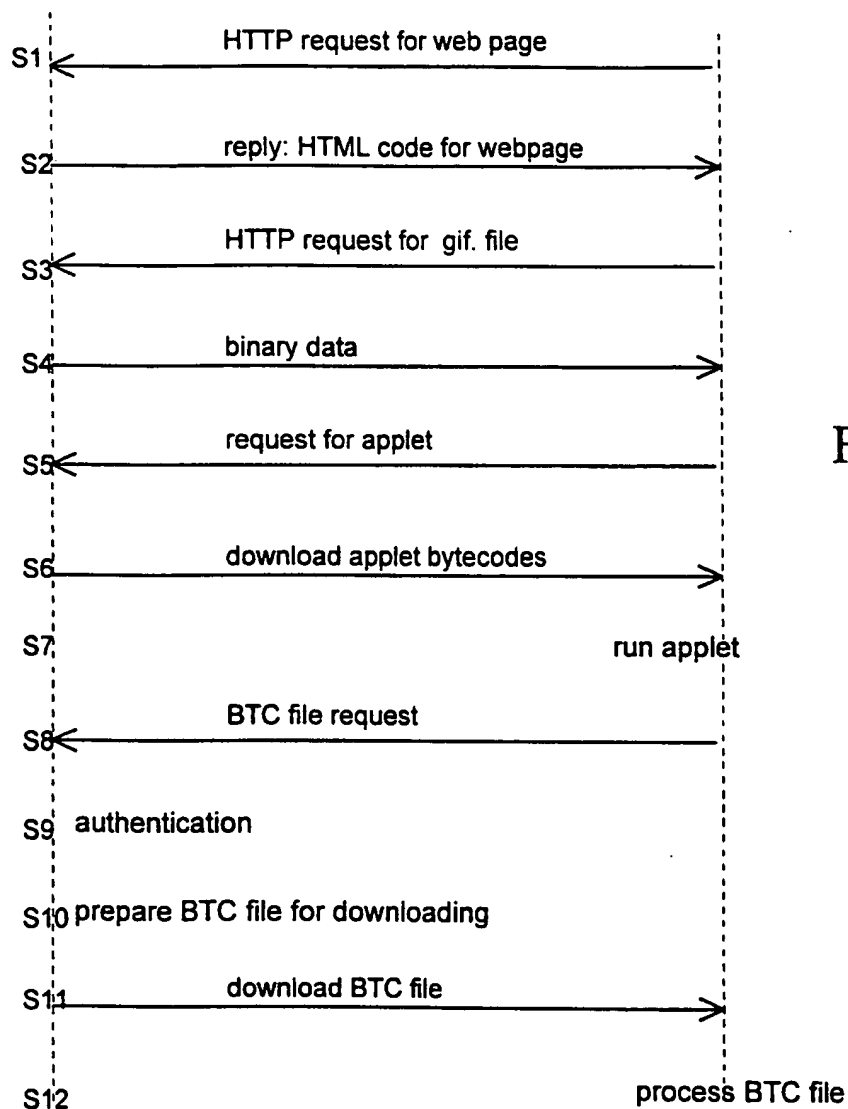 HTTP request for web page
S1
reply: HTML code for webpage
S2
HTTP request for gif. file
S3
binary data
S4
request for applet
S5
download applet bytecodes
S6
S7 run applet
BTC file request
S8
S9 authentication
S10 prepare BTC file for downloading
download BTC file
S11
S12 process BTC file